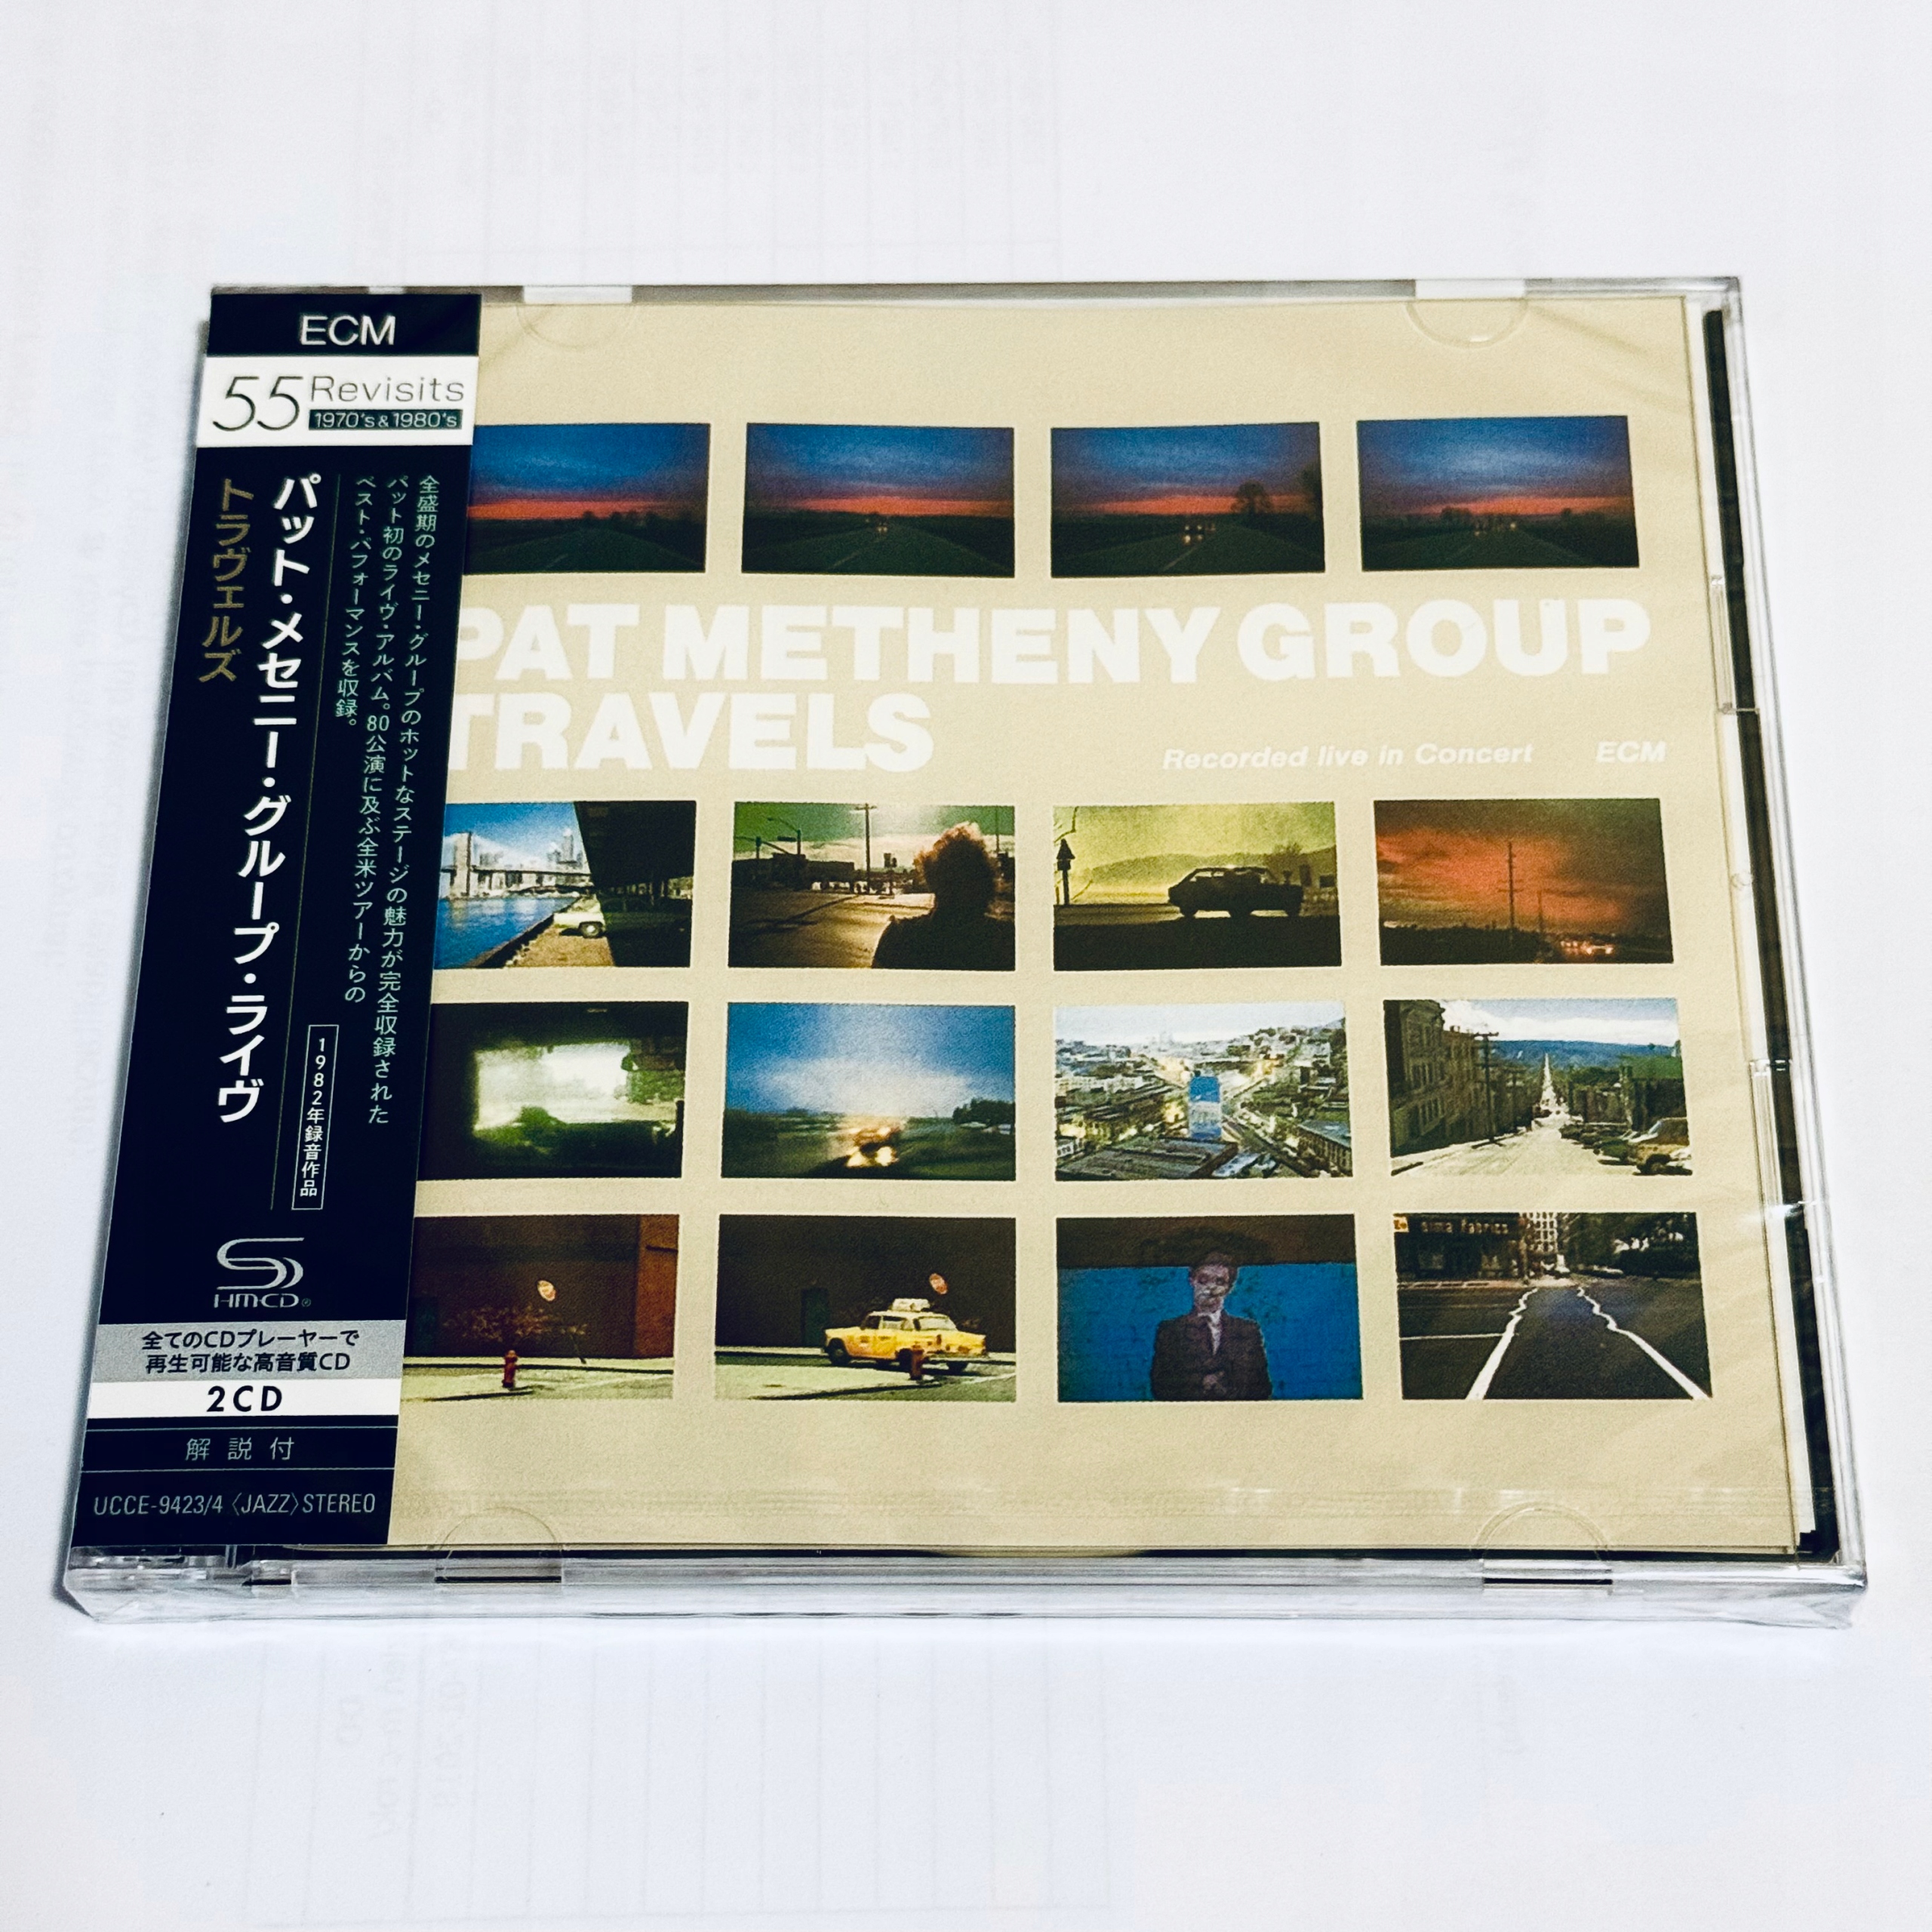 ECM
55 Revisits
1970's & 1980's
全盛期のメセニー・グループのホットなステージの魅力が完全収録された
パット初のライヴ・アルバム。80公演に及ぶ全米ツアーからの
ベスト・パフォーマンスを収録。
1982年録音作品
パット・メセニー・グループ・ライヴ
トラヴェルズ
SHM-CD®
全てのCDプレーヤーで
再生可能な高音質CD
2CD
解説付
UCCE-9423/4〈JAZZ〉STEREO
PAT METHENY GROUP
TRAVELS
Recorded live in Concert ECM
fabrics